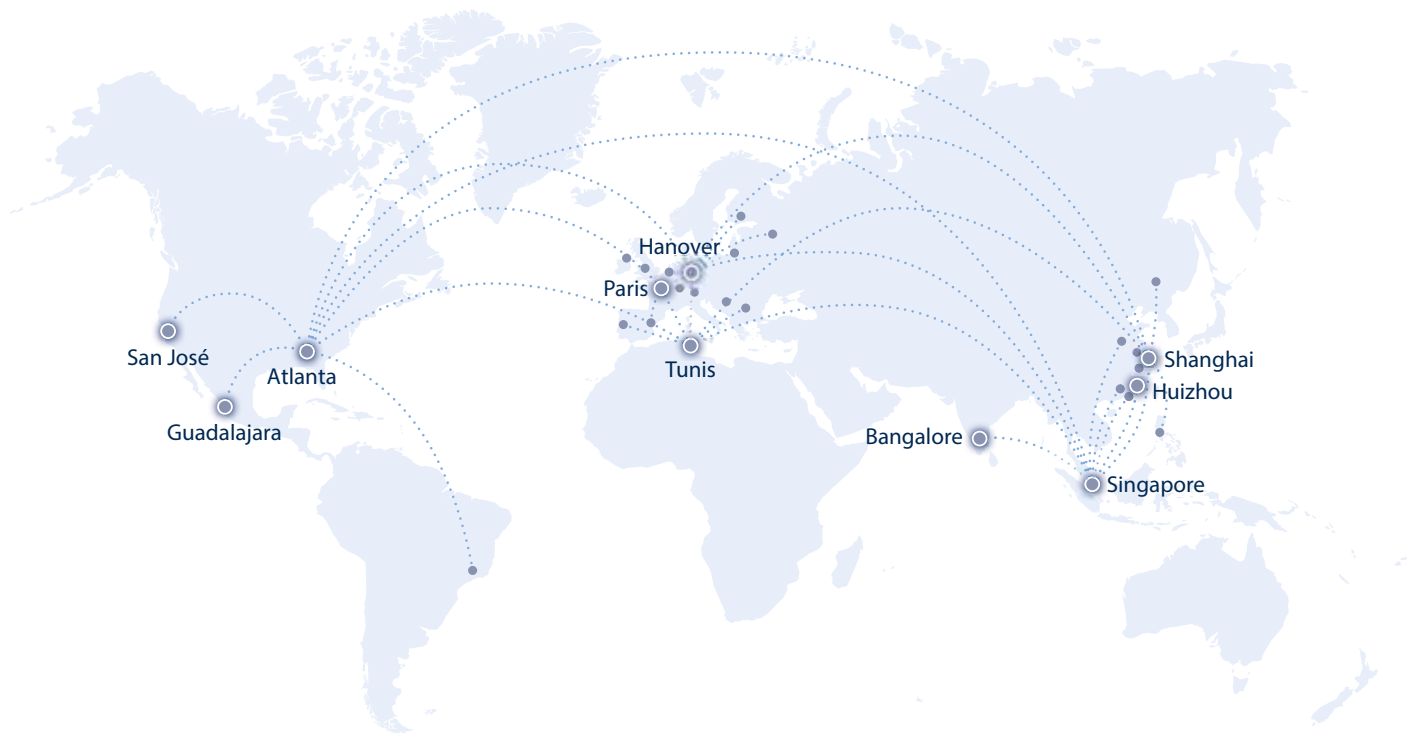 Hanover
Paris
San José
Atlanta
Tunis
Shanghai
Huizhou
Guadalajara
Bangalore
Singapore